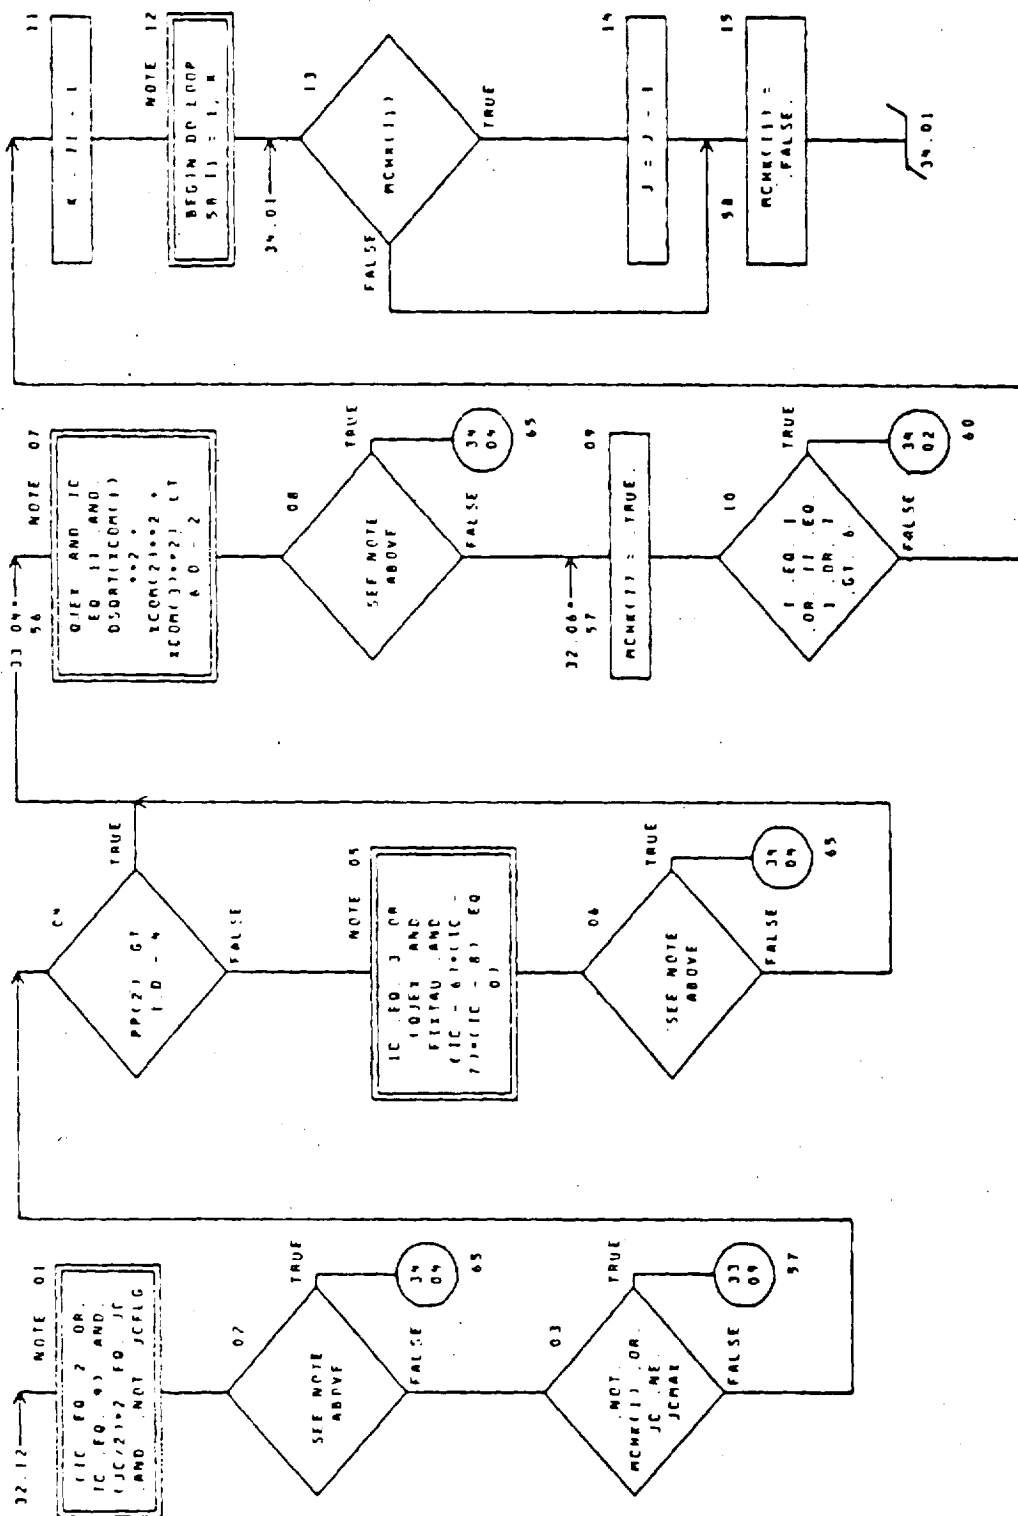 32.12
NOTE 01
(IC EQ 2 OR.
IC .EQ. 4) AND.
(JC/2)*2 EQ. JC
.AND .NOT JCFLG
02
SEE NOTE
ABOVE
TRUE
34
04
65
FALSE
03
.NOT.
MCHK(I) .OR.
JC .NE
JCMAX
TRUE
33
09
57
FALSE
04
PP(2) GT
1.D - 4
TRUE
FALSE
NOTE 05
IC .EQ. 3 OR
(QJEX AND
FIXTAU .AND
(IC - 6)*(IC -
7)*(IC - 8) EQ
0)
06
SEE NOTE
ABOVE
TRUE
34
04
65
FALSE
33 04*
56
NOTE 07
QJEX AND IC
EQ 11 AND.
DSQRT(XCOM(1)
**2 +
XCOM(2)**2 +
XCOM(3)**2) LT
6 D - 2
08
SEE NOTE
ABOVE
TRUE
34
04
65
FALSE
32.06*
57
09
MCHK(I) = .TRUE.
10
I .EQ. 1
OR II .EQ
1 .OR. I
.GT. 6
TRUE
34
02
60
FALSE
11
K = II - 1
NOTE 12
BEGIN DO LOOP
58 I1 = 1, K
34.01
13
MCHK(I1)
TRUE
FALSE
14
J = J - 1
58
15
MCHK(I1) =
.FALSE.
34.01